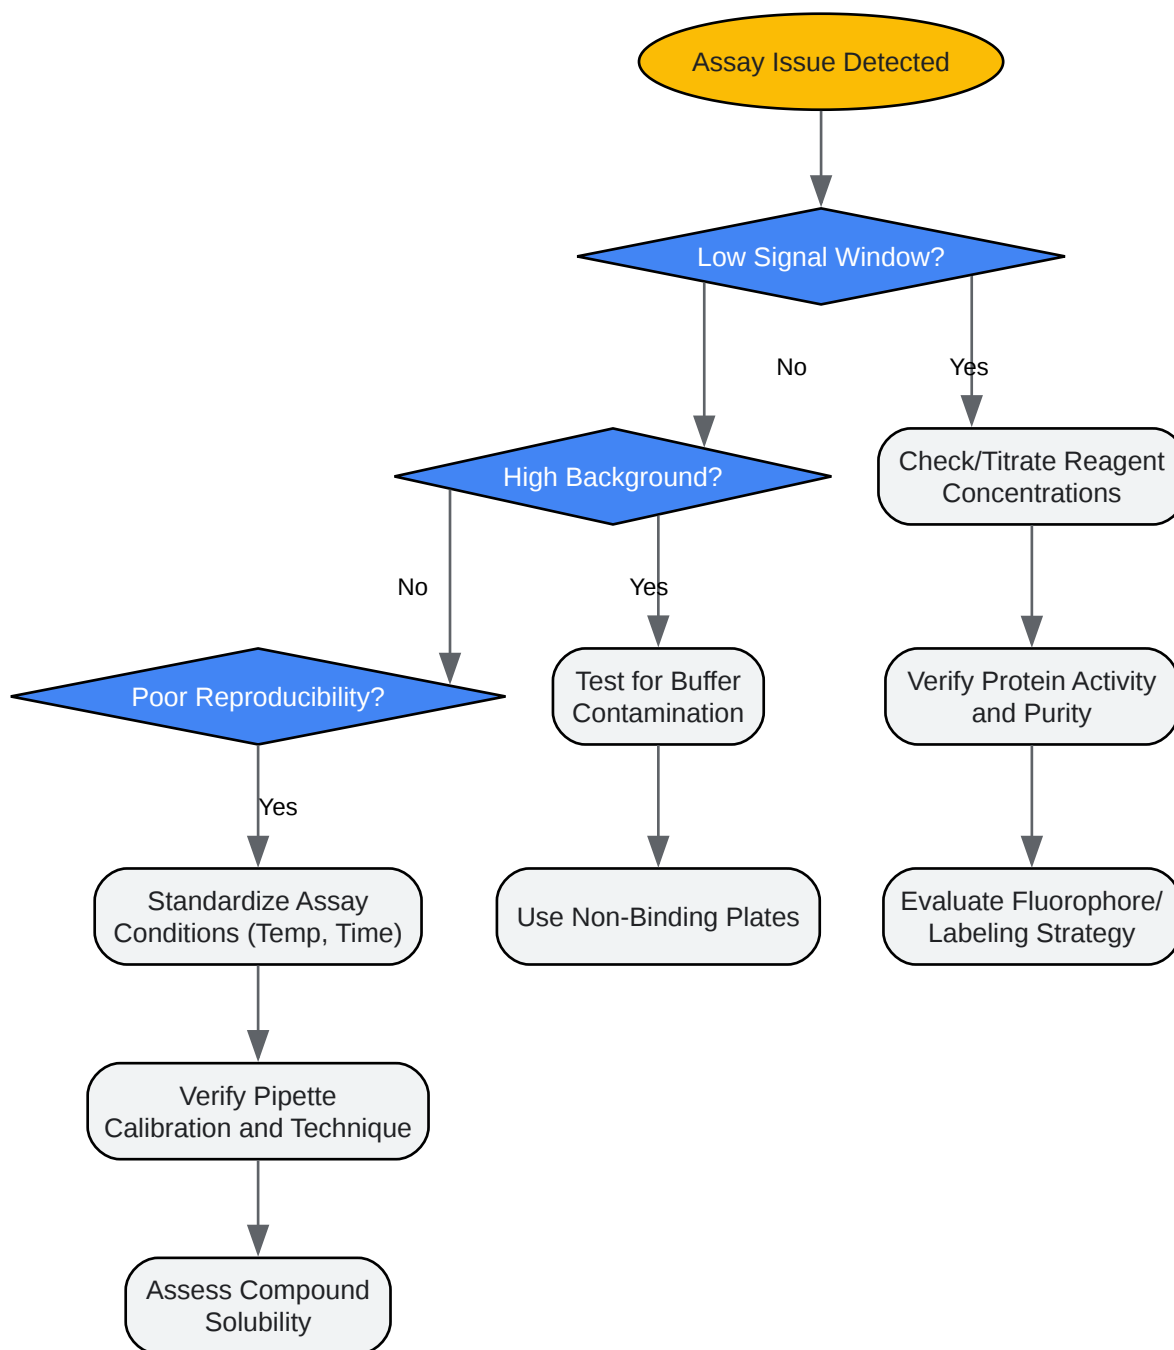 Assay Issue Detected
Low Signal Window?
No
Yes
High Background?
Check/Titrate Reagent
Concentrations
No
Yes
Poor Reproducibility?
Test for Buffer
Contamination
Verify Protein Activity
and Purity
Yes
Standardize Assay
Conditions (Temp, Time)
Use Non-Binding Plates
Evaluate Fluorophore/
Labeling Strategy
Verify Pipette
Calibration and Technique
Assess Compound
Solubility